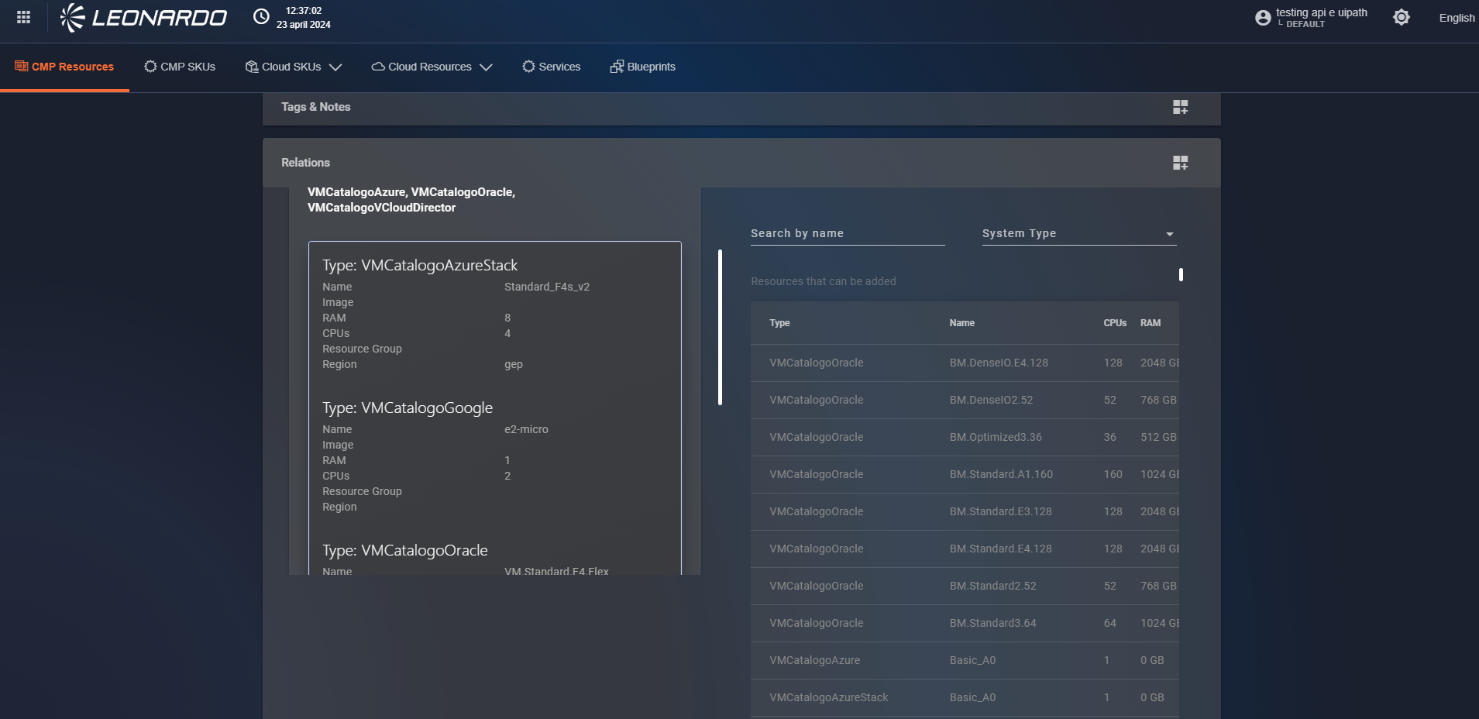 LEONARDO
12:37:02
23 april 2024
testing api e uipath
DEFAULT
English
CMP Resources
CMP SKUs
Cloud SKUs
Cloud Resources
Services
Blueprints
Tags & Notes
Relations
VMCatalogoAzure, VMCatalogoOracle,
VMCatalogoVCloudDirector
Type: VMCatalogoAzureStack
Name Standard_F4s_v2
Image
RAM 8
CPUs 4
Resource Group
Region gep
Type: VMCatalogoGoogle
Name e2-micro
Image
RAM 1
CPUs 2
Resource Group
Region
Type: VMCatalogoOracle
Name VM.Standard.E4.Flex
Search by name
System Type
Resources that can be added
Type Name CPUs RAM
VMCatalogoOracle BM.DenseIO.E4.128 128 2048 GB
VMCatalogoOracle BM.DenseIO2.52 52 768 GB
VMCatalogoOracle BM.Optimized3.36 36 512 GB
VMCatalogoOracle BM.Standard.A1.160 160 1024 GB
VMCatalogoOracle BM.Standard.E3.128 128 2048 GB
VMCatalogoOracle BM.Standard.E4.128 128 2048 GB
VMCatalogoOracle BM.Standard2.52 52 768 GB
VMCatalogoOracle BM.Standard3.64 64 1024 GB
VMCatalogoAzure Basic_A0 1 0 GB
VMCatalogoAzureStack Basic_A0 1 0 GB